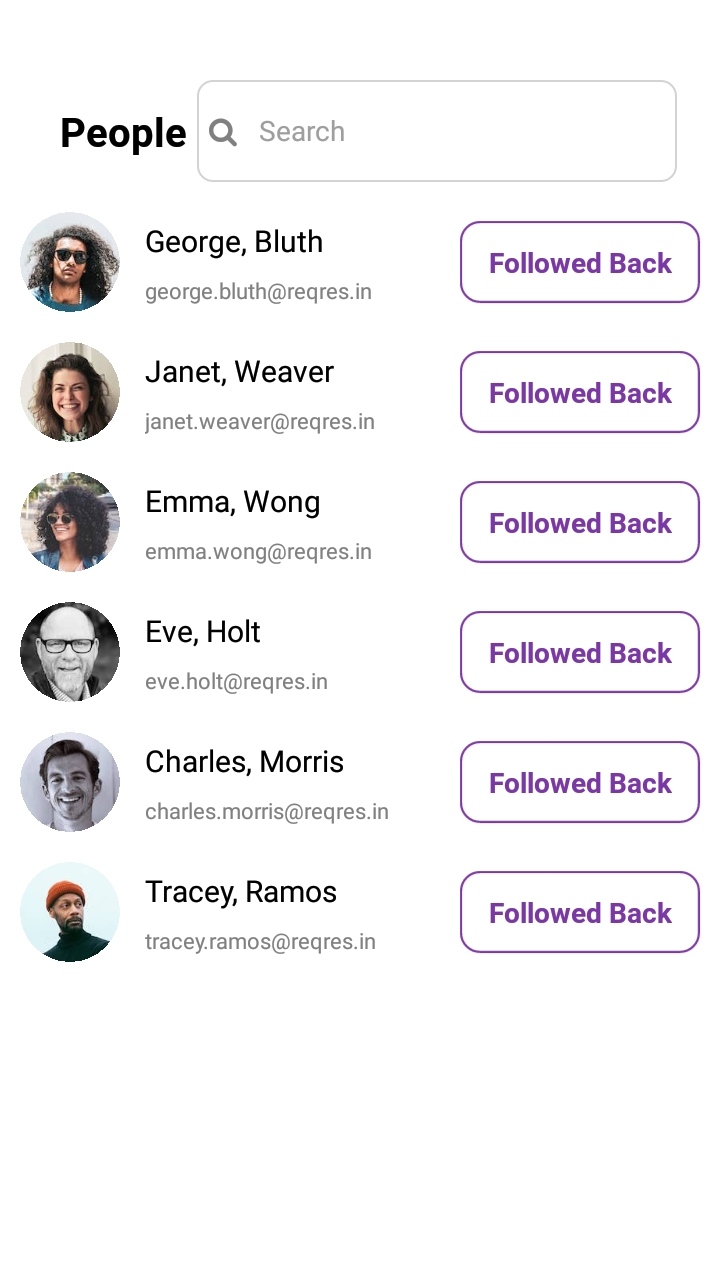 People
Search
George, Bluth
george.bluth@reqres.in
Followed Back
Janet, Weaver
janet.weaver@reqres.in
Followed Back
Emma, Wong
emma.wong@reqres.in
Followed Back
Eve, Holt
eve.holt@reqres.in
Followed Back
Charles, Morris
charles.morris@reqres.in
Followed Back
Tracey, Ramos
tracey.ramos@reqres.in
Followed Back